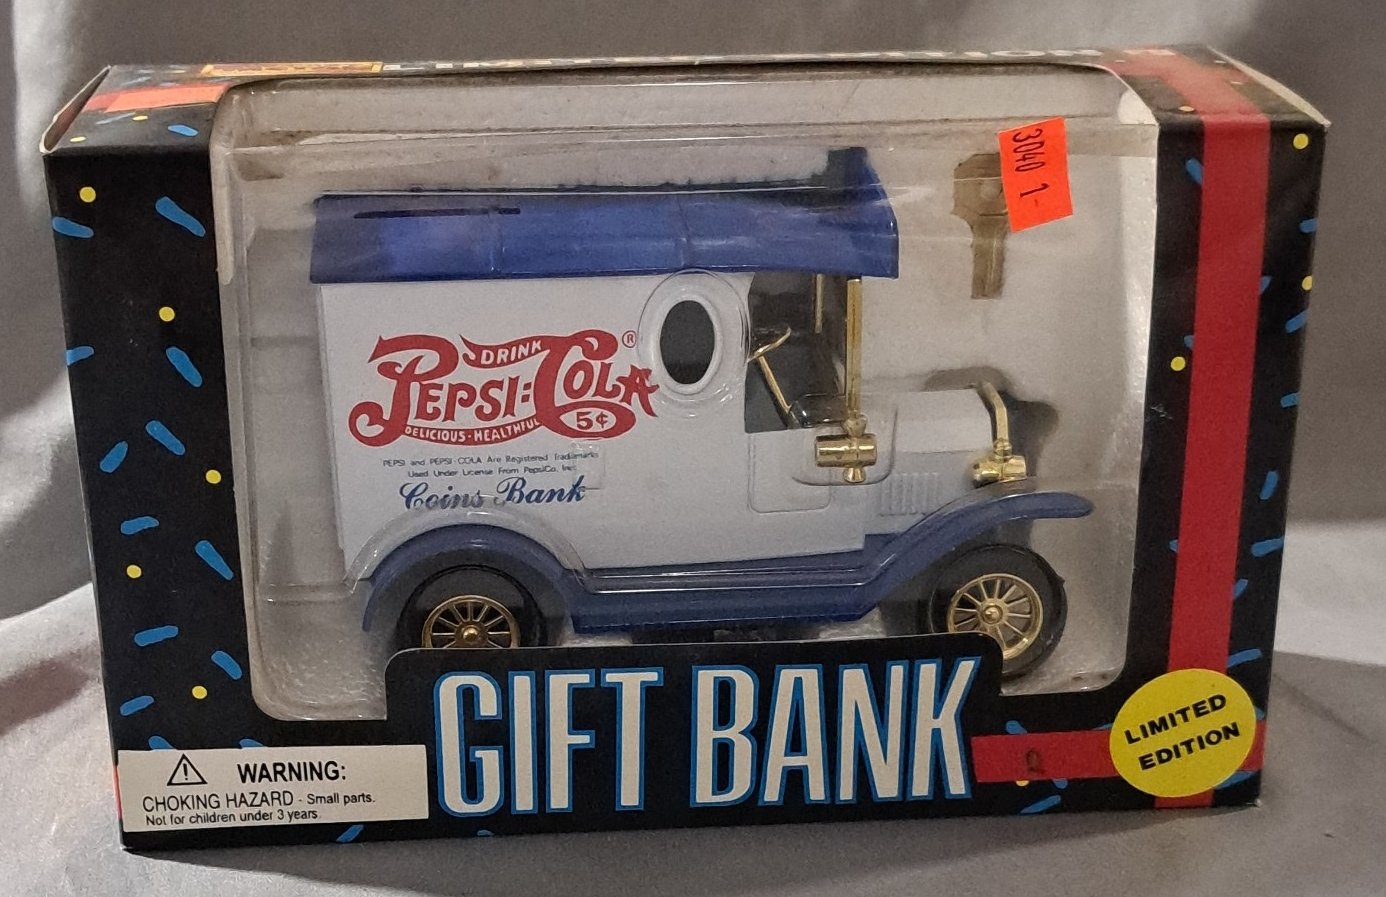 LIMITED EDITION
3040 1-
DRINK
PEPSI:COLA®
5¢
DELICIOUS-HEALTHFUL
PEPSI and PEPSI-COLA Are Registered Trademarks
Used Under License From PepsiCo, Inc.
Coins Bank
GIFT BANK
LIMITED
EDITION
WARNING:
CHOKING HAZARD - Small parts.
Not for children under 3 years.